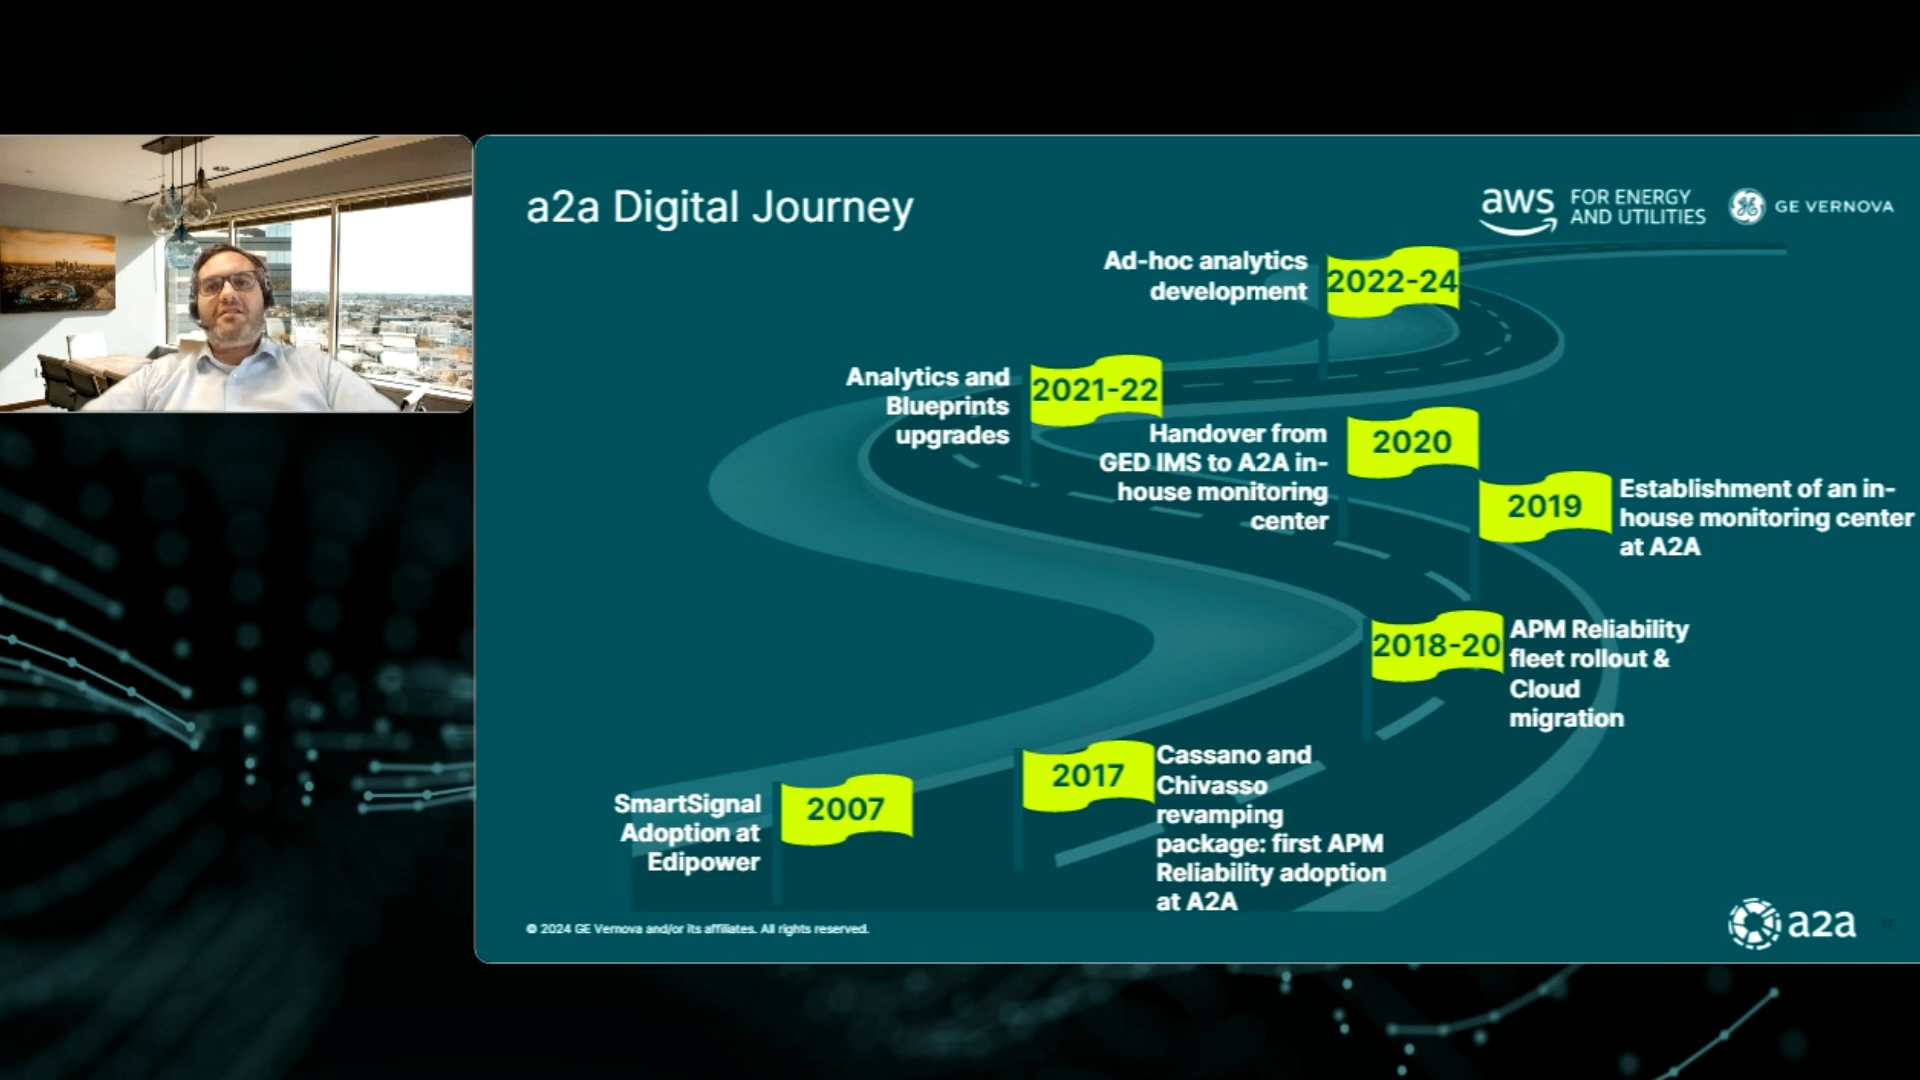 a2a Digital Journey
aws FOR ENERGY
AND UTILITIES
GE VERNOVA
Ad-hoc analytics
development
2022-24
Analytics and
Blueprints
upgrades
2021-22
Handover from
GED IMS to A2A in-
house monitoring
center
2020
2019
Establishment of an in-
house monitoring center
at A2A
2018-20
APM Reliability
fleet rollout &
Cloud
migration
2017
Cassano and
Chivasso
revamping
package: first APM
Reliability adoption
at A2A
SmartSignal
Adoption at
Edipower
2007
© 2024 GE Vernova and/or its affiliates. All rights reserved.
a2a